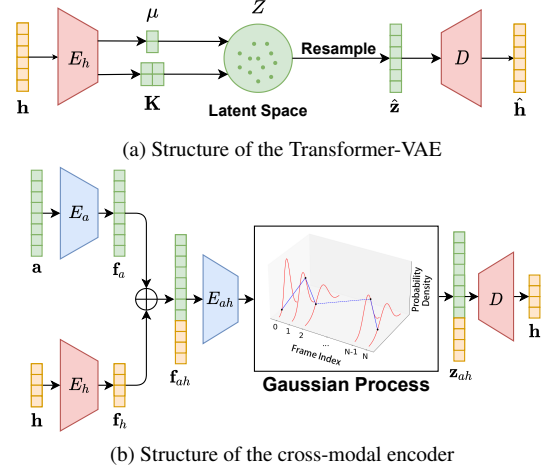 μ
Z
E_h
Resample
D
h
K
Latent Space
ẑ
ĥ
(a) Structure of the Transformer-VAE
E_a
a
f_a
E_ah
Probability
Density
0 1 2 ... N-1 N
Frame Index
D
h
Gaussian Process
E_h
h
f_h
f_ah
z_ah
(b) Structure of the cross-modal encoder